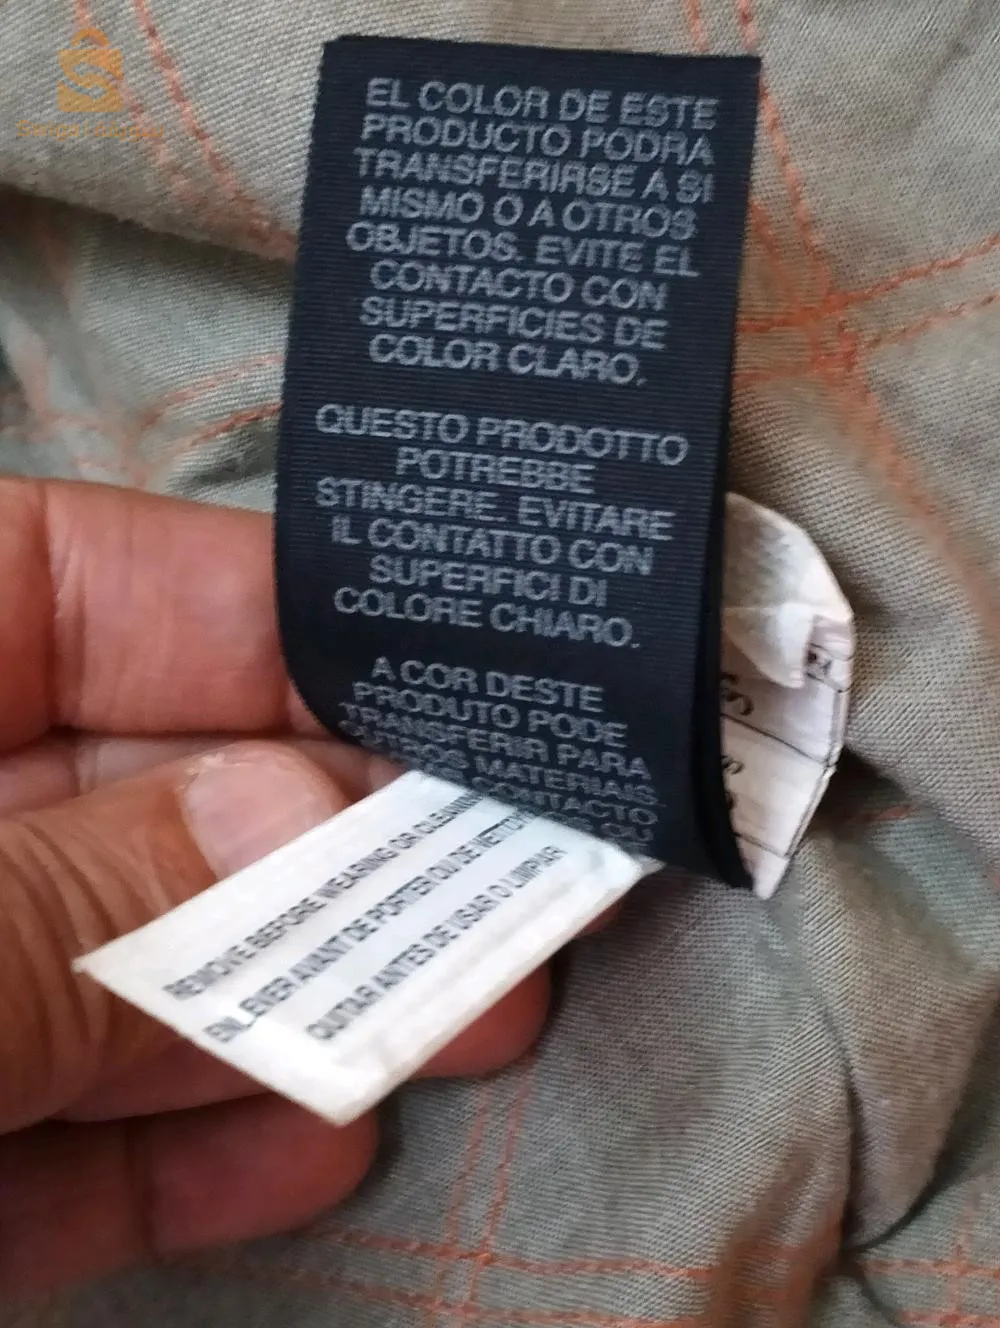 EL COLOR DE ESTE
PRODUCTO PODRA
TRANSFERIRSE A SI
MISMO O A OTROS
OBJETOS. EVITE EL
CONTACTO CON
SUPERFICIES DE
COLOR CLARO.
QUESTO PRODOTTO
POTREBBE
STINGERE. EVITARE
IL CONTATTO CON
SUPERFICI DI
COLORE CHIARO.
A COR DESTE
PRODUTO PODE
TRANSFERIR PARA
OUTROS MATERIAIS.
CONTACTO
OU
REMOVE BEFORE WEARING OR CLEANING
ENLEVER AVANT DE PORTER OU DE
QUITAR ANTES DE USAR O LIMPIAR